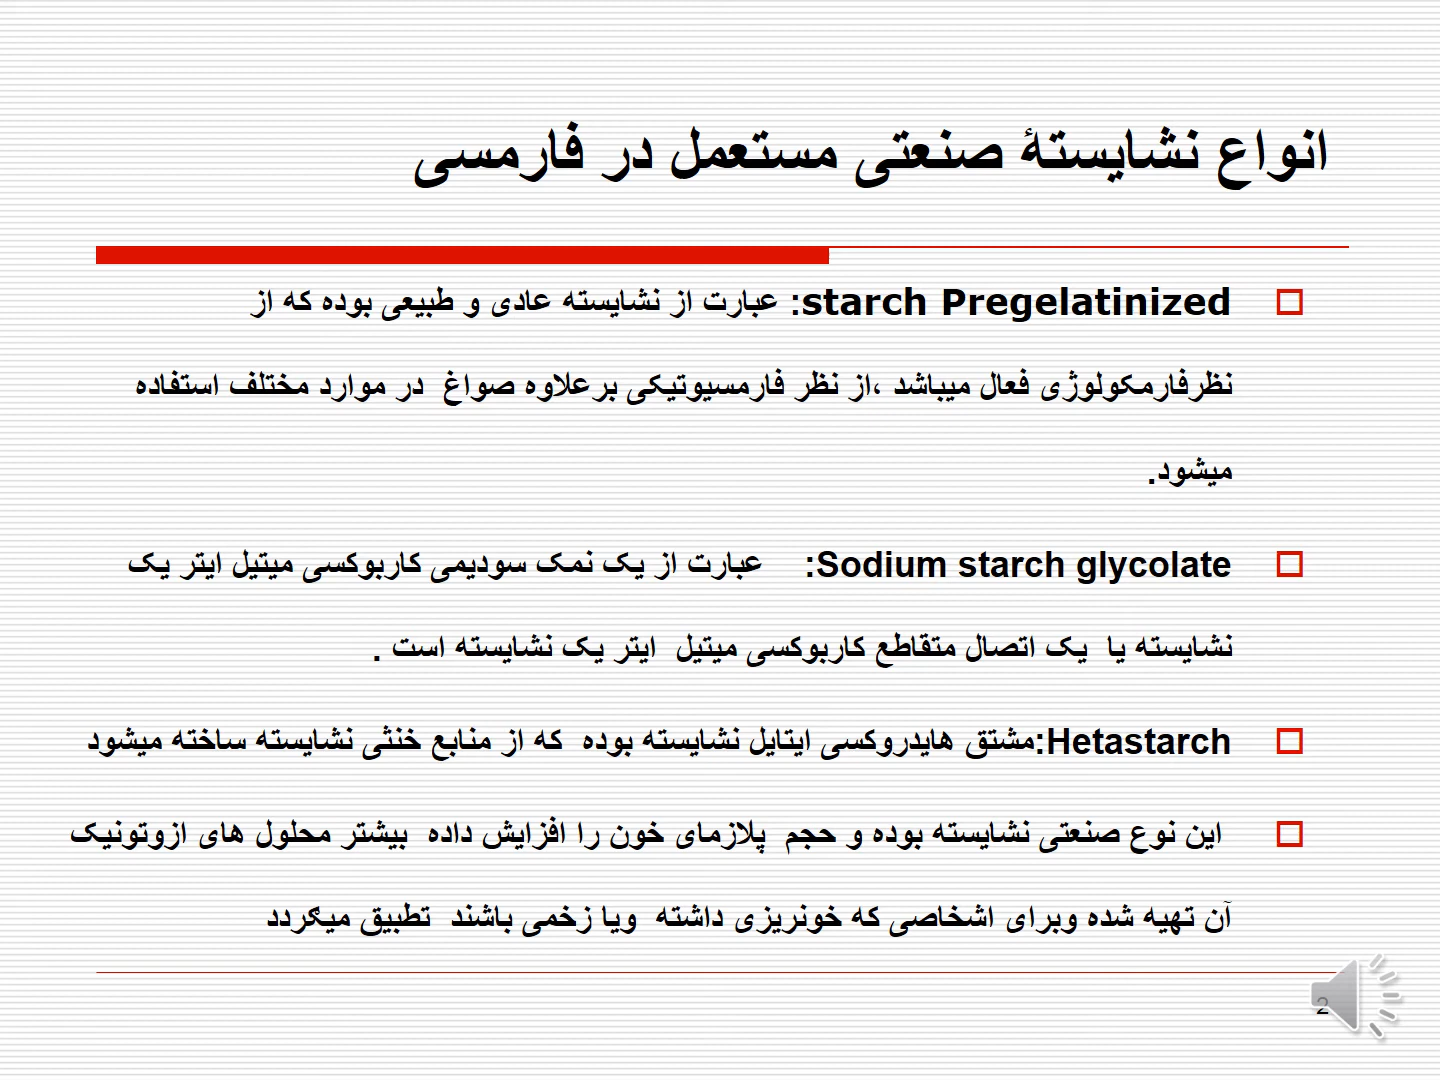 انواع نشایستهٔ صنعتی مستعمل در فارمسی
starch Pregelatinized: عبارت از نشایسته عادی و طبیعی بوده که از
نظرفارمکولوژی فعال میباشد ،از نظر فارمسیوتیکی برعلاوه صواغ در موارد مختلف استفاده
میشود.
Sodium starch glycolate: عبارت از یک نمک سودیمی کاربوکسی میتیل ایتر یک
نشایسته یا یک اتصال متقاطع کاربوکسی میتیل ایتر یک نشایسته است .
Hetastarch:مشتق هایدروکسی ایتایل نشایسته بوده که از منابع خنثی نشایسته ساخته میشود
این نوع صنعتی نشایسته بوده و حجم پلازمای خون را افزایش داده بیشتر محلول های ازوتونیک
آن تهیه شده وبرای اشخاصی که خونریزی داشته ویا زخمی باشند تطبیق میګردد
2